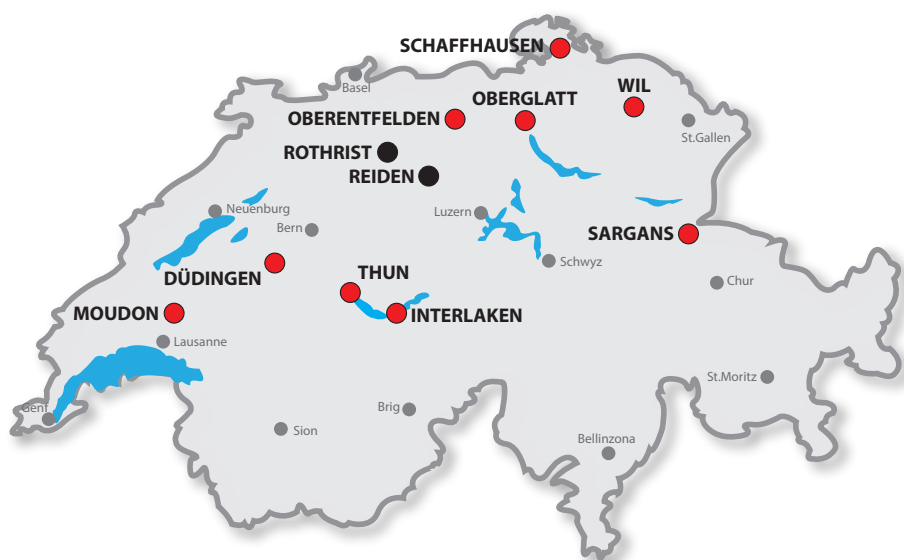 SCHAFFHAUSEN
Basel
WIL
OBERGLATT
OBERENTFELDEN
St.Gallen
ROTHRIST
REIDEN
Neuenburg
Luzern
Bern
SARGANS
Schwyz
DÜDINGEN
THUN
Chur
MOUDON
INTERLAKEN
Lausanne
St.Moritz
Genf
Brig
Sion
Bellinzona